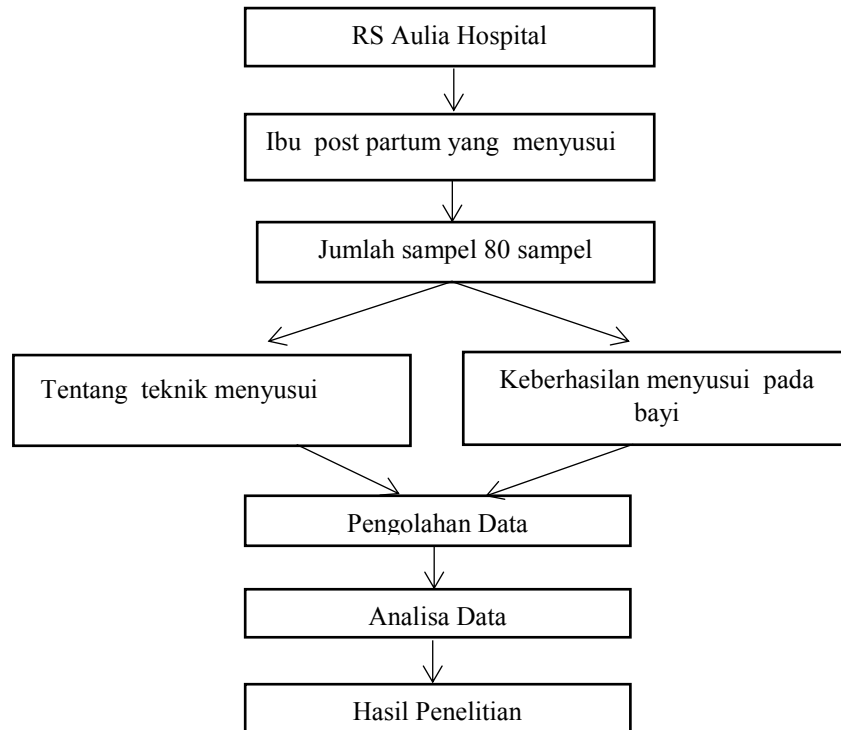 RS Aulia Hospital
Ibu post partum yang menyusui
Jumlah sampel 80 sampel
Tentang teknik menyusui
Keberhasilan menyusui pada
bayi
Pengolahan Data
Analisa Data
Hasil Penelitian